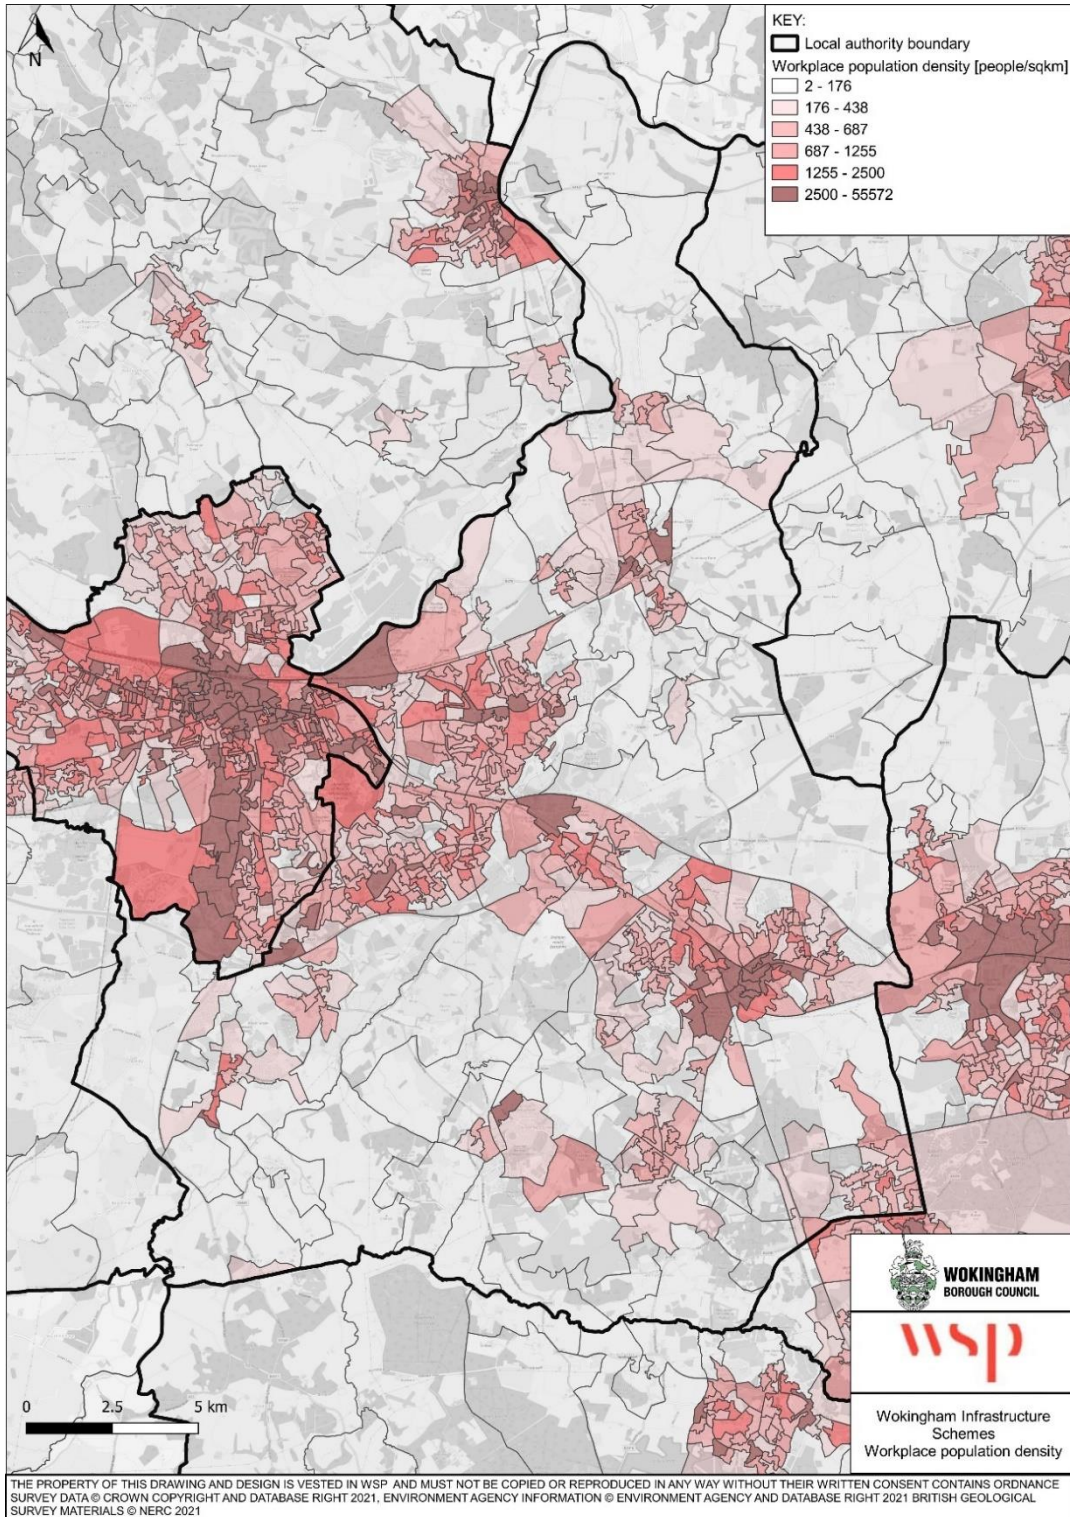 N
KEY:
Local authority boundary
Workplace population density [people/sqkm]
2 - 176
176 - 438
438 - 687
687 - 1255
1255 - 2500
2500 - 55572
0 2.5 5 km
WOKINGHAM
BOROUGH COUNCIL
wsp
Wokingham Infrastructure
Schemes
Workplace population density
THE PROPERTY OF THIS DRAWING AND DESIGN IS VESTED IN WSP AND MUST NOT BE COPIED OR REPRODUCED IN ANY WAY WITHOUT THEIR WRITTEN CONSENT CONTAINS ORDNANCE
SURVEY DATA © CROWN COPYRIGHT AND DATABASE RIGHT 2021, ENVIRONMENT AGENCY INFORMATION © ENVIRONMENT AGENCY AND DATABASE RIGHT 2021 BRITISH GEOLOGICAL
SURVEY MATERIALS © NERC 2021